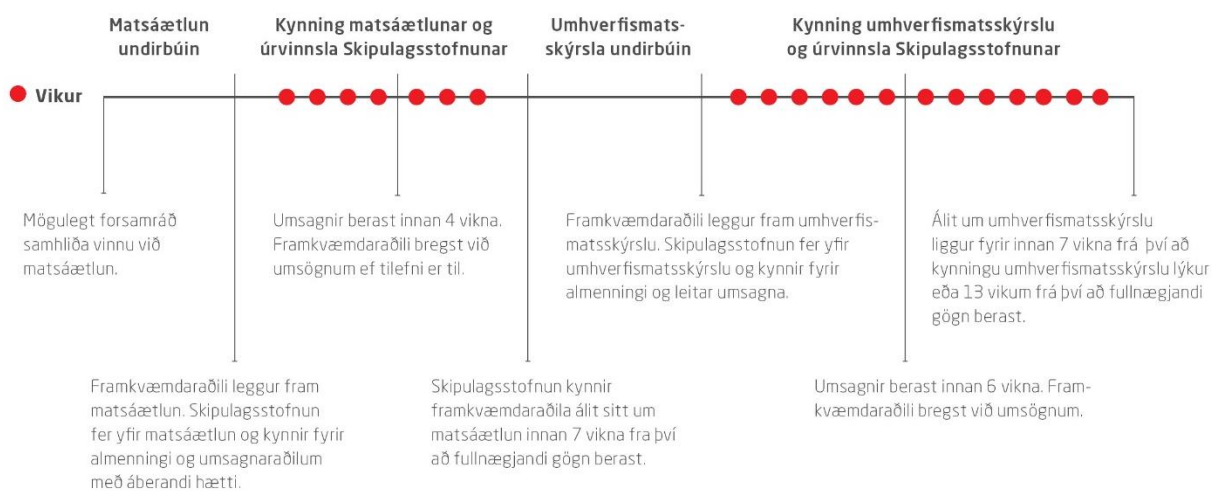 Matsáætlun
undirbúin
Kynning matsáætlunar og
úrvinnsla Skipulagsstofnunar
Umhverfismats-
skýrsla undirbúin
Kynning umhverfismatsskýrslu
og úrvinnsla Skipulagsstofnunar
Vikur
Mögulegt forsamráð
samhliða vinnu við
matsáætlun.
Umsagnir berast innan 4 vikna.
Framkvæmdaraðili bregst við
umsögnum ef tilefni er til.
Framkvæmdaraðili leggur fram umhverfis-
matsskýrslu. Skipulagsstofnun fer yfir
umhverfismatsskýrslu og kynnir fyrir
almenningi og leitar umsagna.
Álit um umhverfismatsskýrslu
liggur fyrir innan 7 vikna frá því að
kynningu umhverfismatsskýrslu lýkur
eða 13 vikum frá því að fullnægjandi
gögn berast.
Framkvæmdaraðili leggur fram
matsáætlun. Skipulagsstofnun
fer yfir matsáætlun og kynnir fyrir
almenningi og umsagnaraðilum
með áberandi hætti.
Skipulagsstofnun kynnir
framkvæmdaraðila álit sitt um
matsáætlun innan 7 vikna fra því
að fullnægjandi gögn berast.
Umsagnir berast innan 6 vikna. Fram-
kvæmdaraðili bregst við umsögnum.